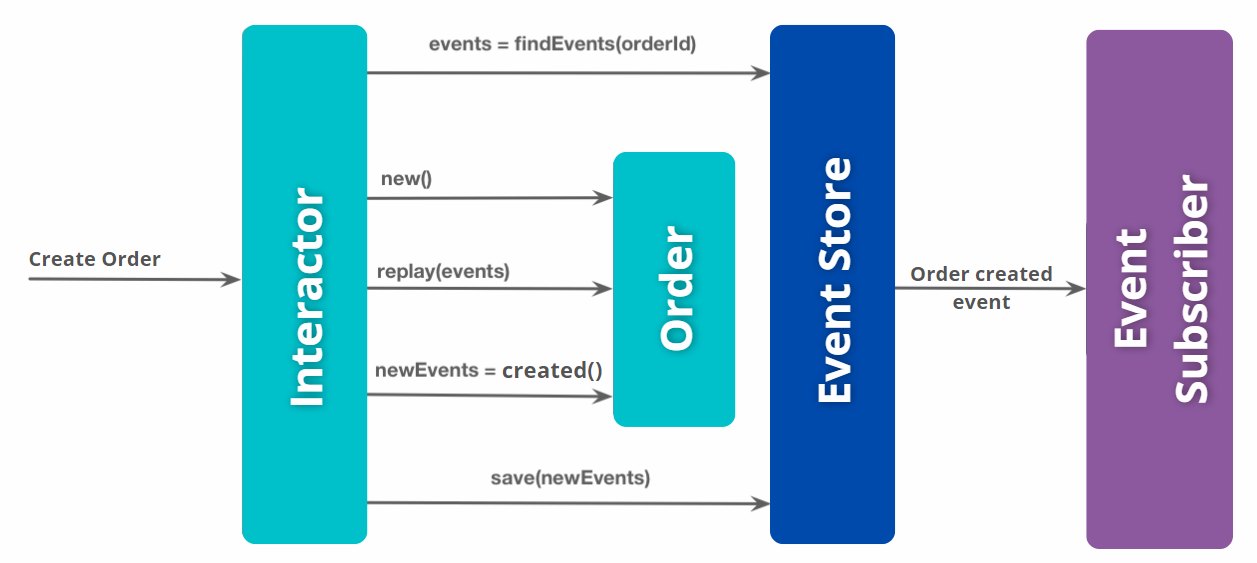 events = findEvents(orderId)
new()
Create Order
Interactor
replay(events)
Order
Event Store
Order created
event
Event
Subscriber
newEvents = created()
save(newEvents)